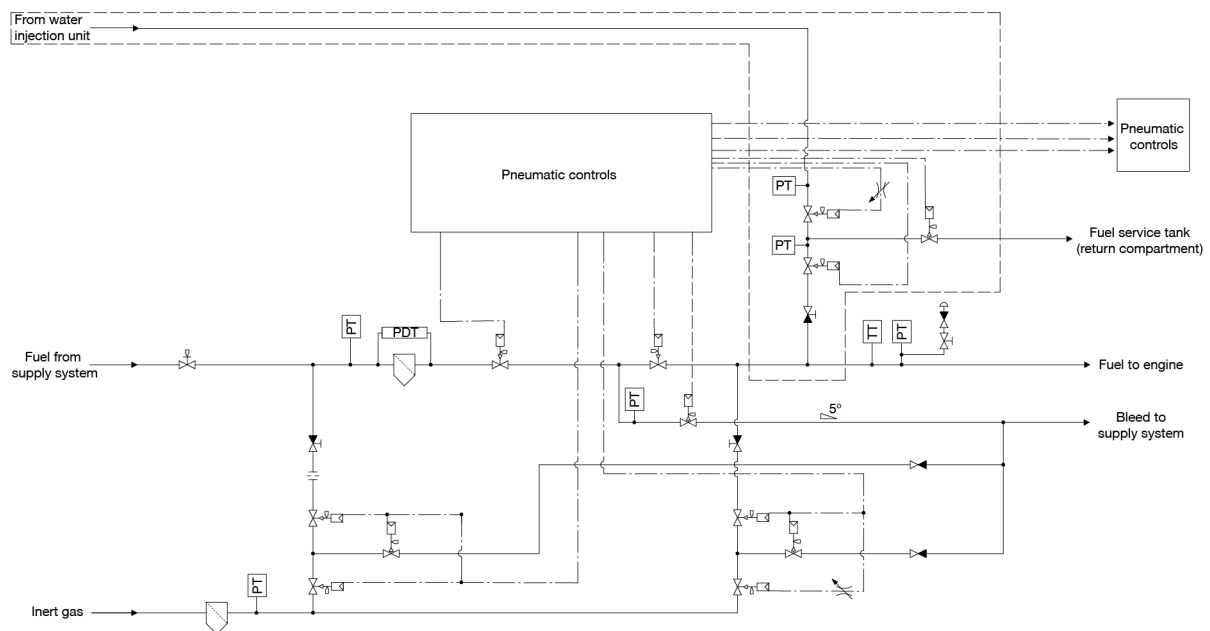 From water
injection unit
Pneumatic
controls
Pneumatic controls
PT
Fuel service tank
(return compartment)
PT
PT
PDT
TT
PT
Fuel from
supply system
Fuel to engine
PT
5°
Bleed to
supply system
PT
Inert gas